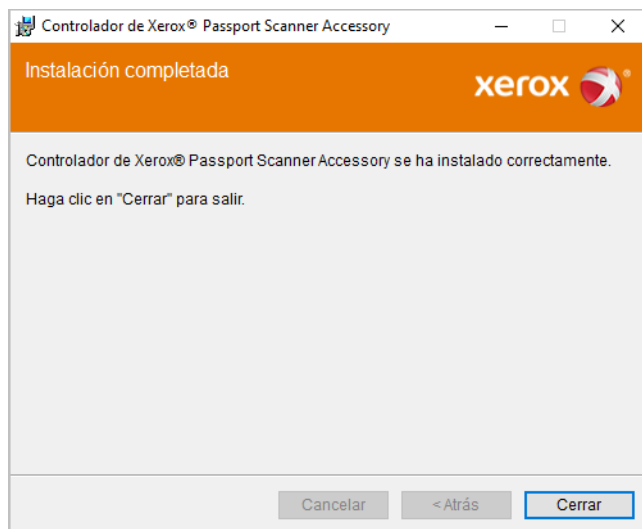 Controlador de Xerox® Passport Scanner Accessory
Instalación completada
xerox ®
Controlador de Xerox® Passport Scanner Accessory se ha instalado correctamente.
Haga clic en "Cerrar" para salir.
Cancelar
< Atrás
Cerrar